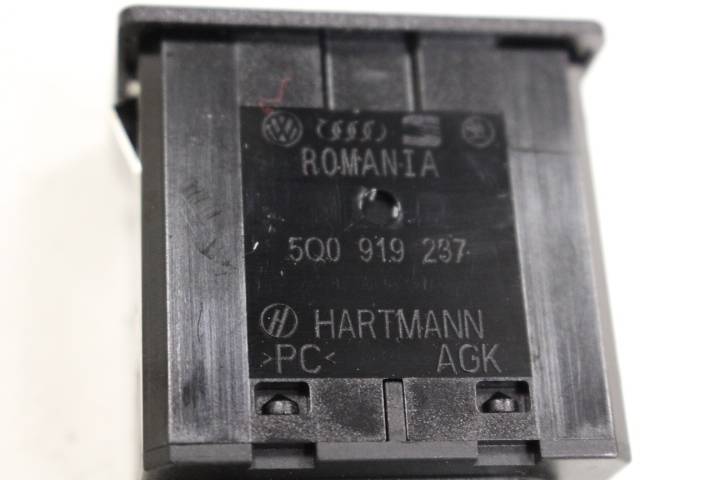 ROMANIA
5Q0 919 237
HARTMANN
>PC< AGK